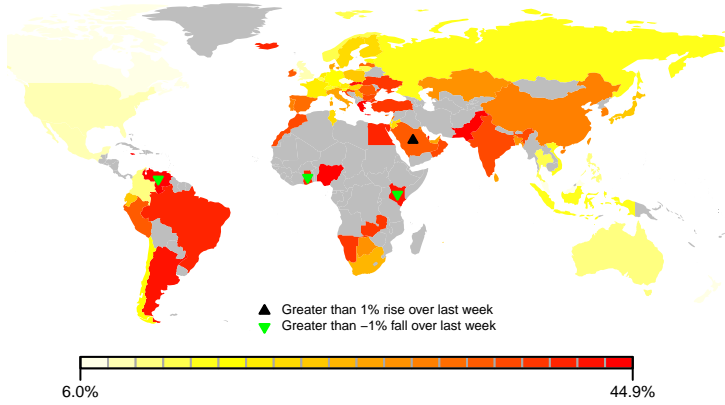 Greater than 1% rise over last week
Greater than −1% fall over last week
6.0%
44.9%